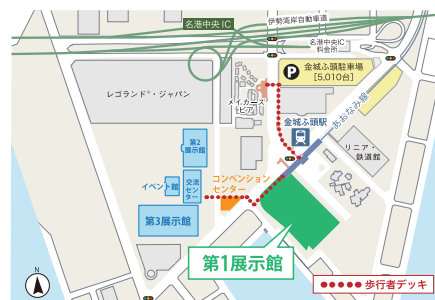 名港中央IC
伊勢湾岸自動車道
名港中央IC
料金所
P
金城ふ頭駐車場
[5,010台]
レゴランド®・ジャパン
メイカーズ
ピア
あおなみ線
金城ふ頭駅
リニア・
鉄道館
第2
展示館
コンベンション
センター
イベント館
交流
セン
ター
第3展示館
第1展示館
N
歩行者デッキ